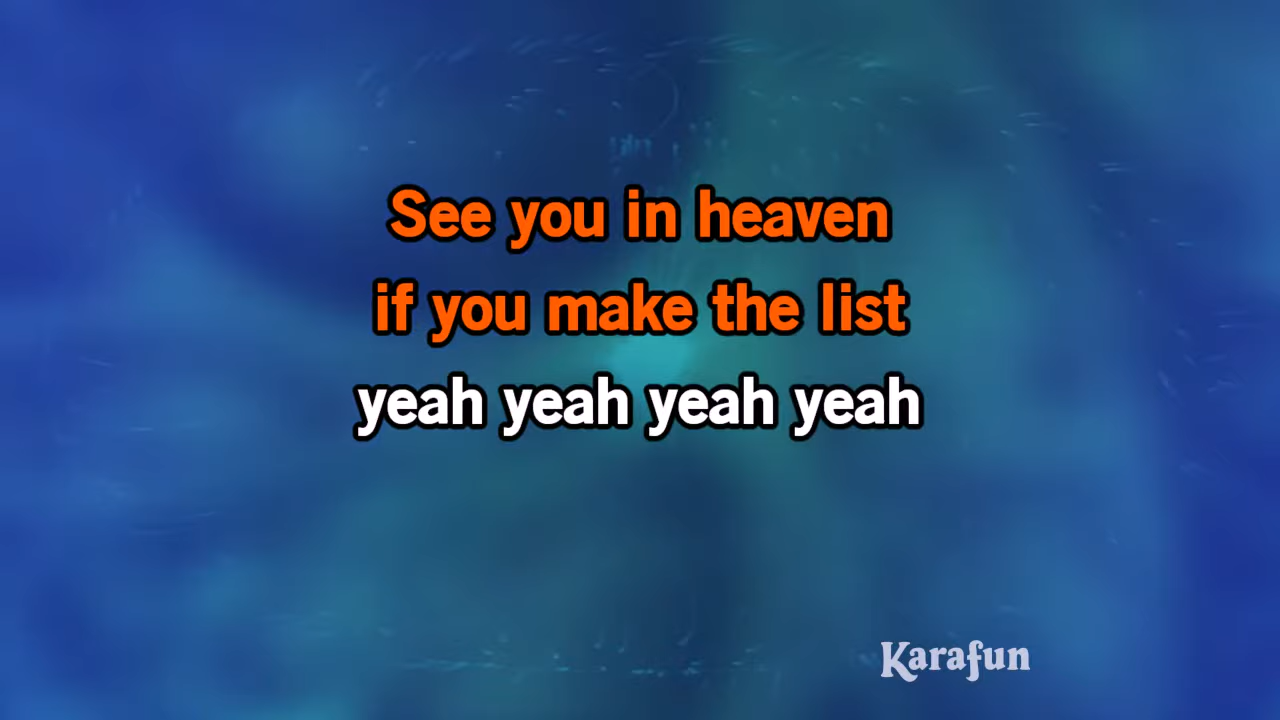 See you in heaven
if you make the list
yeah yeah yeah yeah
Karafun